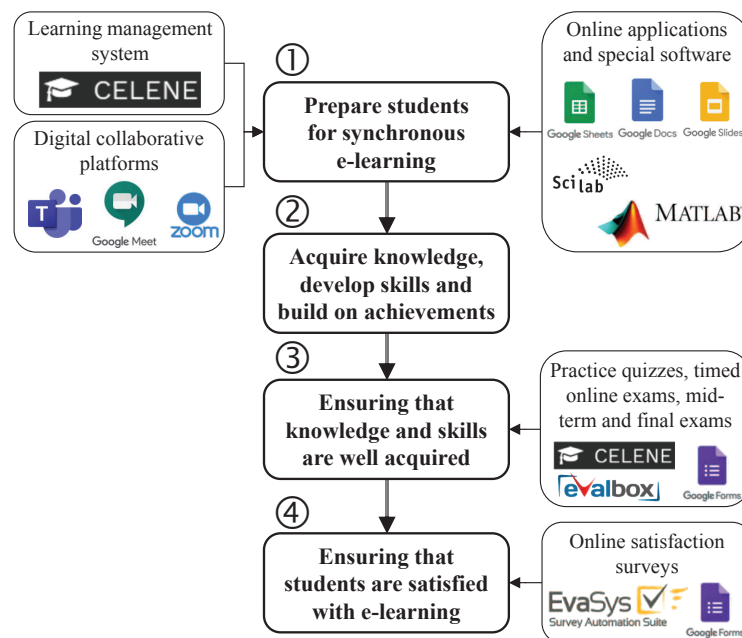 Learning management
system
CELENE
Digital collaborative
platforms
T
Google Meet
zoom
①
Prepare students
for synchronous
e-learning
Online applications
and special software
Google Sheets
Google Docs
Google Slides
Scilab
MATLAB
②
Acquire knowledge,
develop skills and
build on achievements
③
Ensuring that
knowledge and skills
are well acquired
Practice quizzes, timed
online exams, mid-
term and final exams
CELENE
evalbox
Google Forms
④
Ensuring that
students are satisfied
with e-learning
Online satisfaction
surveys
EvaSys
Survey Automation Suite
Google Forms